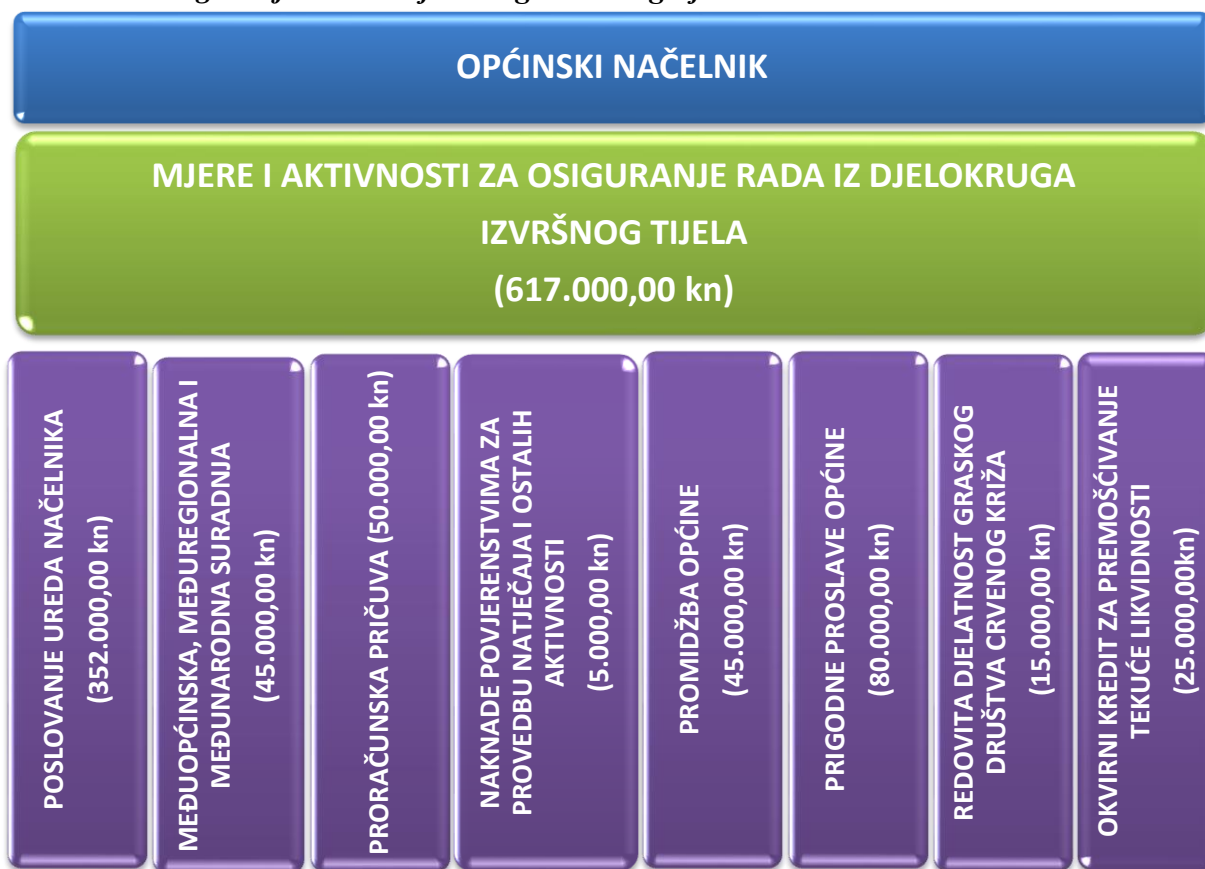 OPĆINSKI NAČELNIK
MJERE I AKTIVNOSTI ZA OSIGURANJE RADA IZ DJELOKRUGA
IZVRŠNOG TIJELA
(617.000,00 kn)
POSLOVANJE UREDA NAČELNIKA
(352.000,00 kn)
MEĐUOPĆINSKA, MEĐUREGIONALNA I
MEĐUNARODNA SURADNJA
(45.000,00 kn)
PRORAČUNSKA PRIČUVA (50.000,00 kn)
NAKNADE POVJERENSTVIMA ZA
PROVEDBU NATJEČAJA I OSTALIH
AKTIVNOSTI
(5.000,00 kn)
PROMIDŽBA OPĆINE
(45.000,00 kn)
PRIGODNE PROSLAVE OPĆINE
(80.000,00 kn)
REDOVITA DJELATNOST GRASKOG
DRUŠTVA CRVENOG KRIŽA
(15.000,00 kn)
OKVIRNI KREDIT ZA PREMOŠĆIVANJE
TEKUĆE LIKVIDNOSTI
(25.000,00kn)